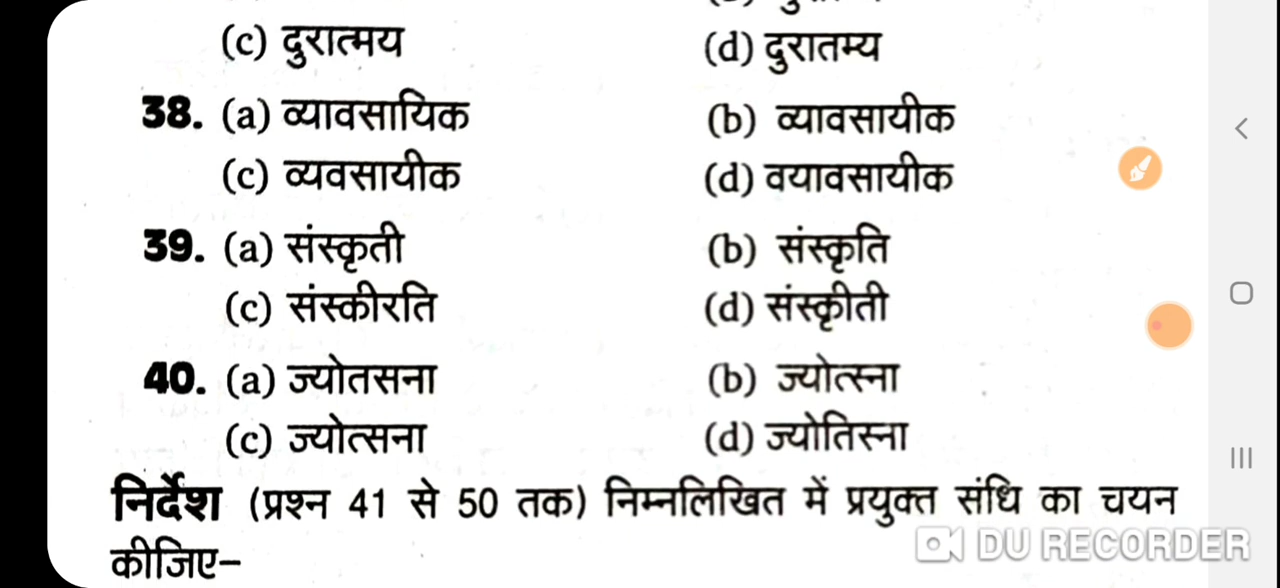 (c) दुरात्मय (d) दुरातम्य
38. (a) व्यावसायिक (b) व्यावसायीक
(c) व्यवसायीक (d) वयावसायीक
39. (a) संस्कृती (b) संस्कृति
(c) संस्कीरति (d) संस्कृीती
40. (a) ज्योतसना (b) ज्योत्स्ना
(c) ज्योत्सना (d) ज्योतिस्ना
निर्देश (प्रश्न 41 से 50 तक) निम्नलिखित में प्रयुक्त संधि का चयन
कीजिए–
DU RECORDER